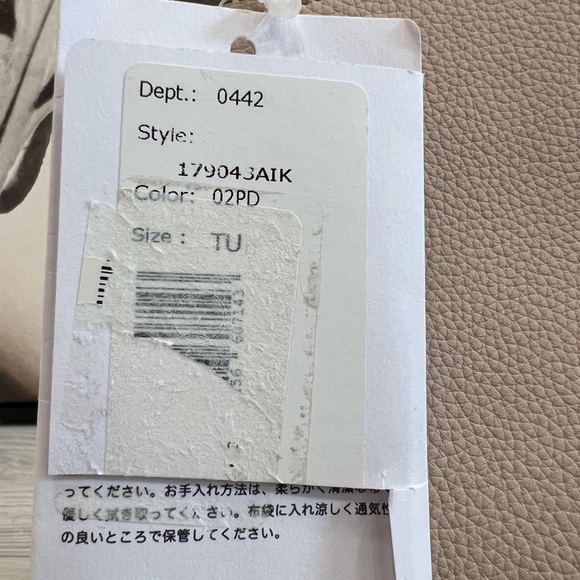 Dept.: 0442
Style:
179043AIK
Color: 02PD
Size : TU
607143
ってください。お手入れ方法は、柔らかく清潔な布
優しく拭き取ってください。布袋に入れ涼しく通気性
の良いところで保管してください。